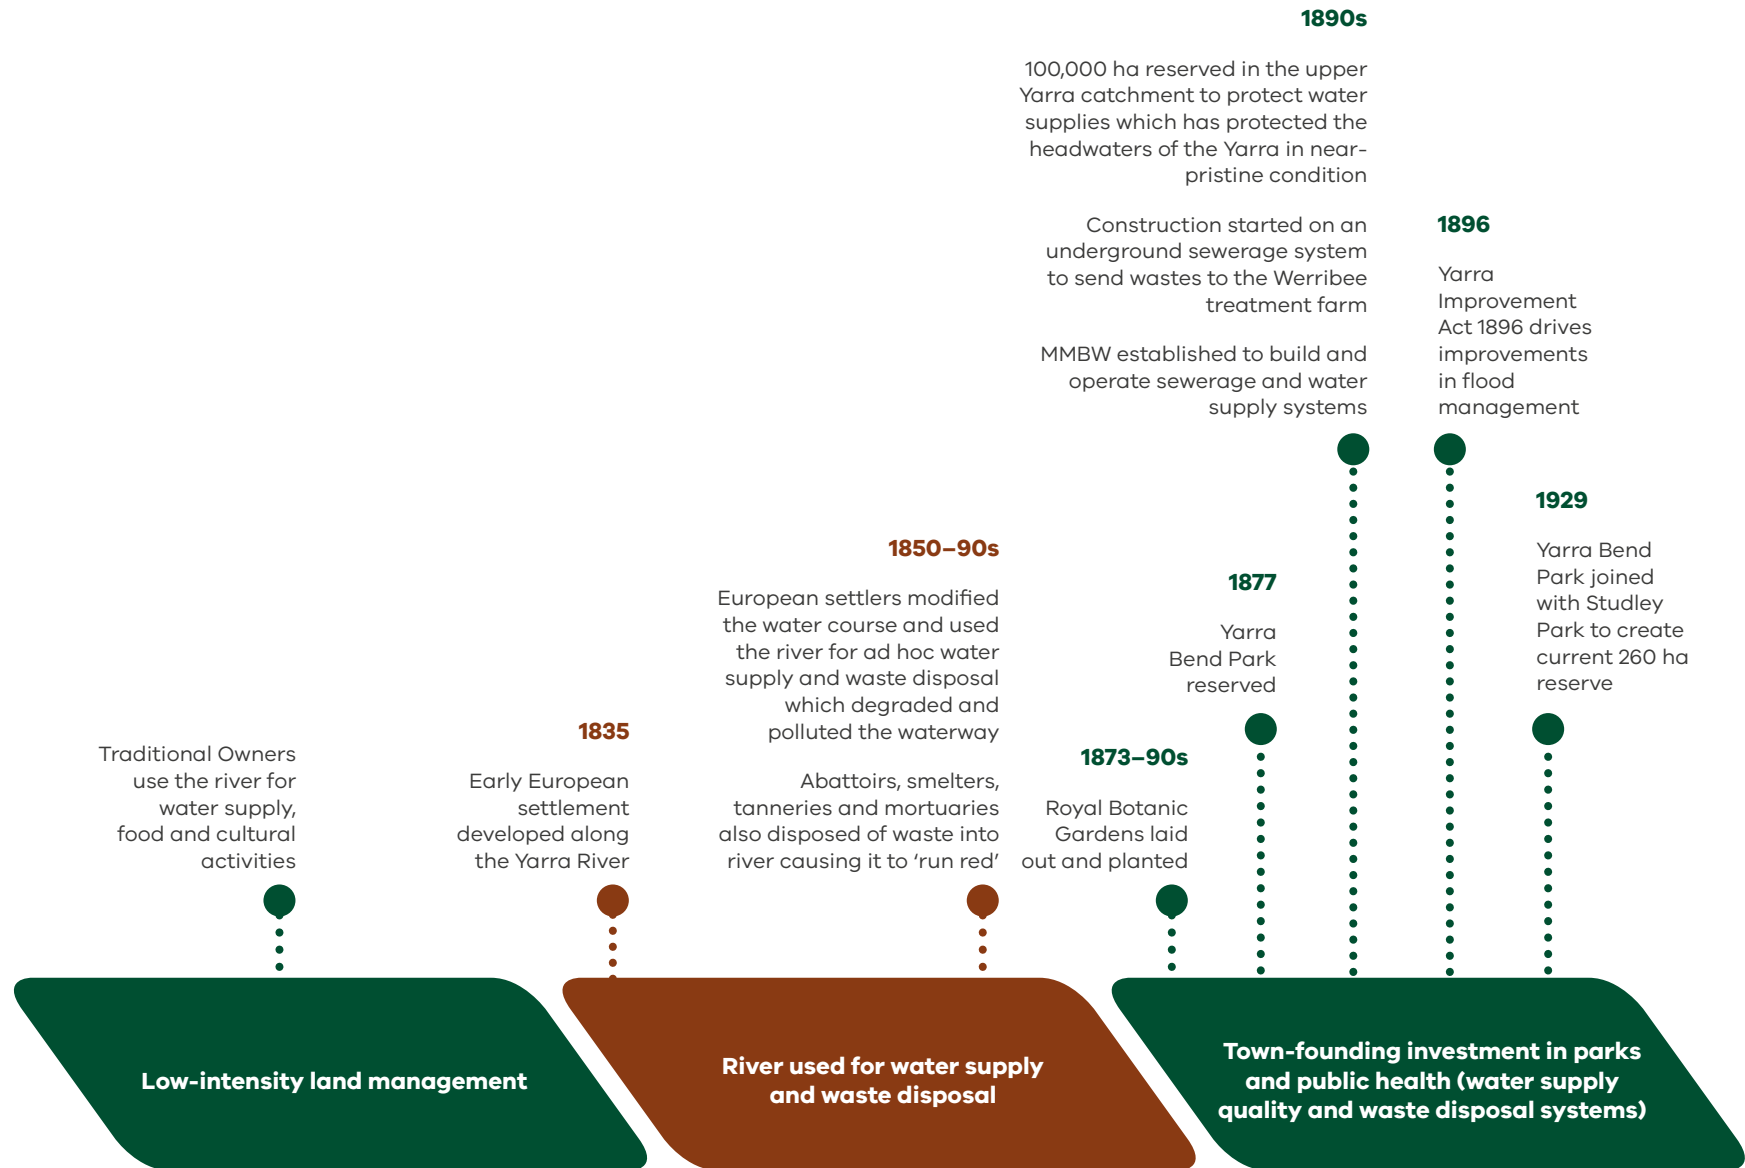 Traditional Owners
use the river for
water supply,
food and cultural
activities
1835
Early European
settlement
developed along
the Yarra River
1850–90s
European settlers modified
the water course and used
the river for ad hoc water
supply and waste disposal
which degraded and
polluted the waterway
Abattoirs, smelters,
tanneries and mortuaries
also disposed of waste into
river causing it to ‘run red’
1873–90s
Royal Botanic
Gardens laid
out and planted
1877
Yarra
Bend Park
reserved
1890s
100,000 ha reserved in the upper
Yarra catchment to protect water
supplies which has protected the
headwaters of the Yarra in near-
pristine condition
Construction started on an
underground sewerage system
to send wastes to the Werribee
treatment farm
MMBW established to build and
operate sewerage and water
supply systems
1896
Yarra
Improvement
Act 1896 drives
improvements
in flood
management
1929
Yarra Bend
Park joined
with Studley
Park to create
current 260 ha
reserve
Low-intensity land management
River used for water supply
and waste disposal
Town-founding investment in parks
and public health (water supply
quality and waste disposal systems)